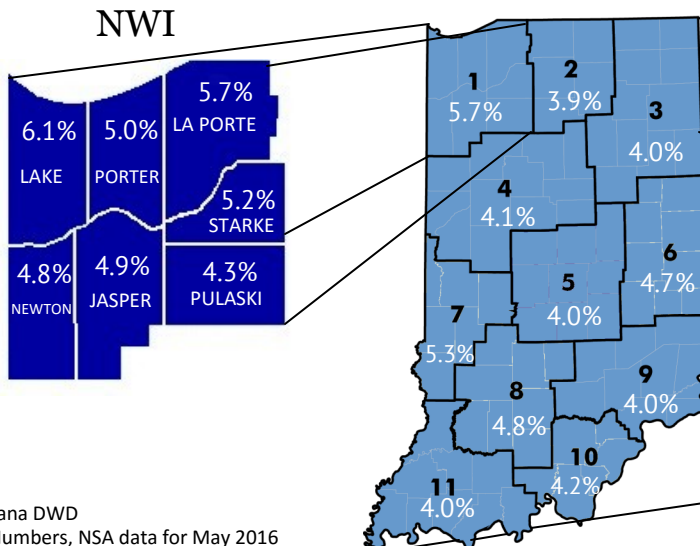 NWI
5.7%
LA PORTE
6.1%
LAKE
5.0%
PORTER
5.2%
STARKE
4.8%
NEWTON
4.9%
JASPER
4.3%
PULASKI
1
5.7%
2
3.9%
3
4.0%
4
4.1%
5
4.0%
6
4.7%
7
5.3%
8
4.8%
9
4.0%
10
4.2%
11
4.0%
ana DWD
Numbers, NSA data for May 2016